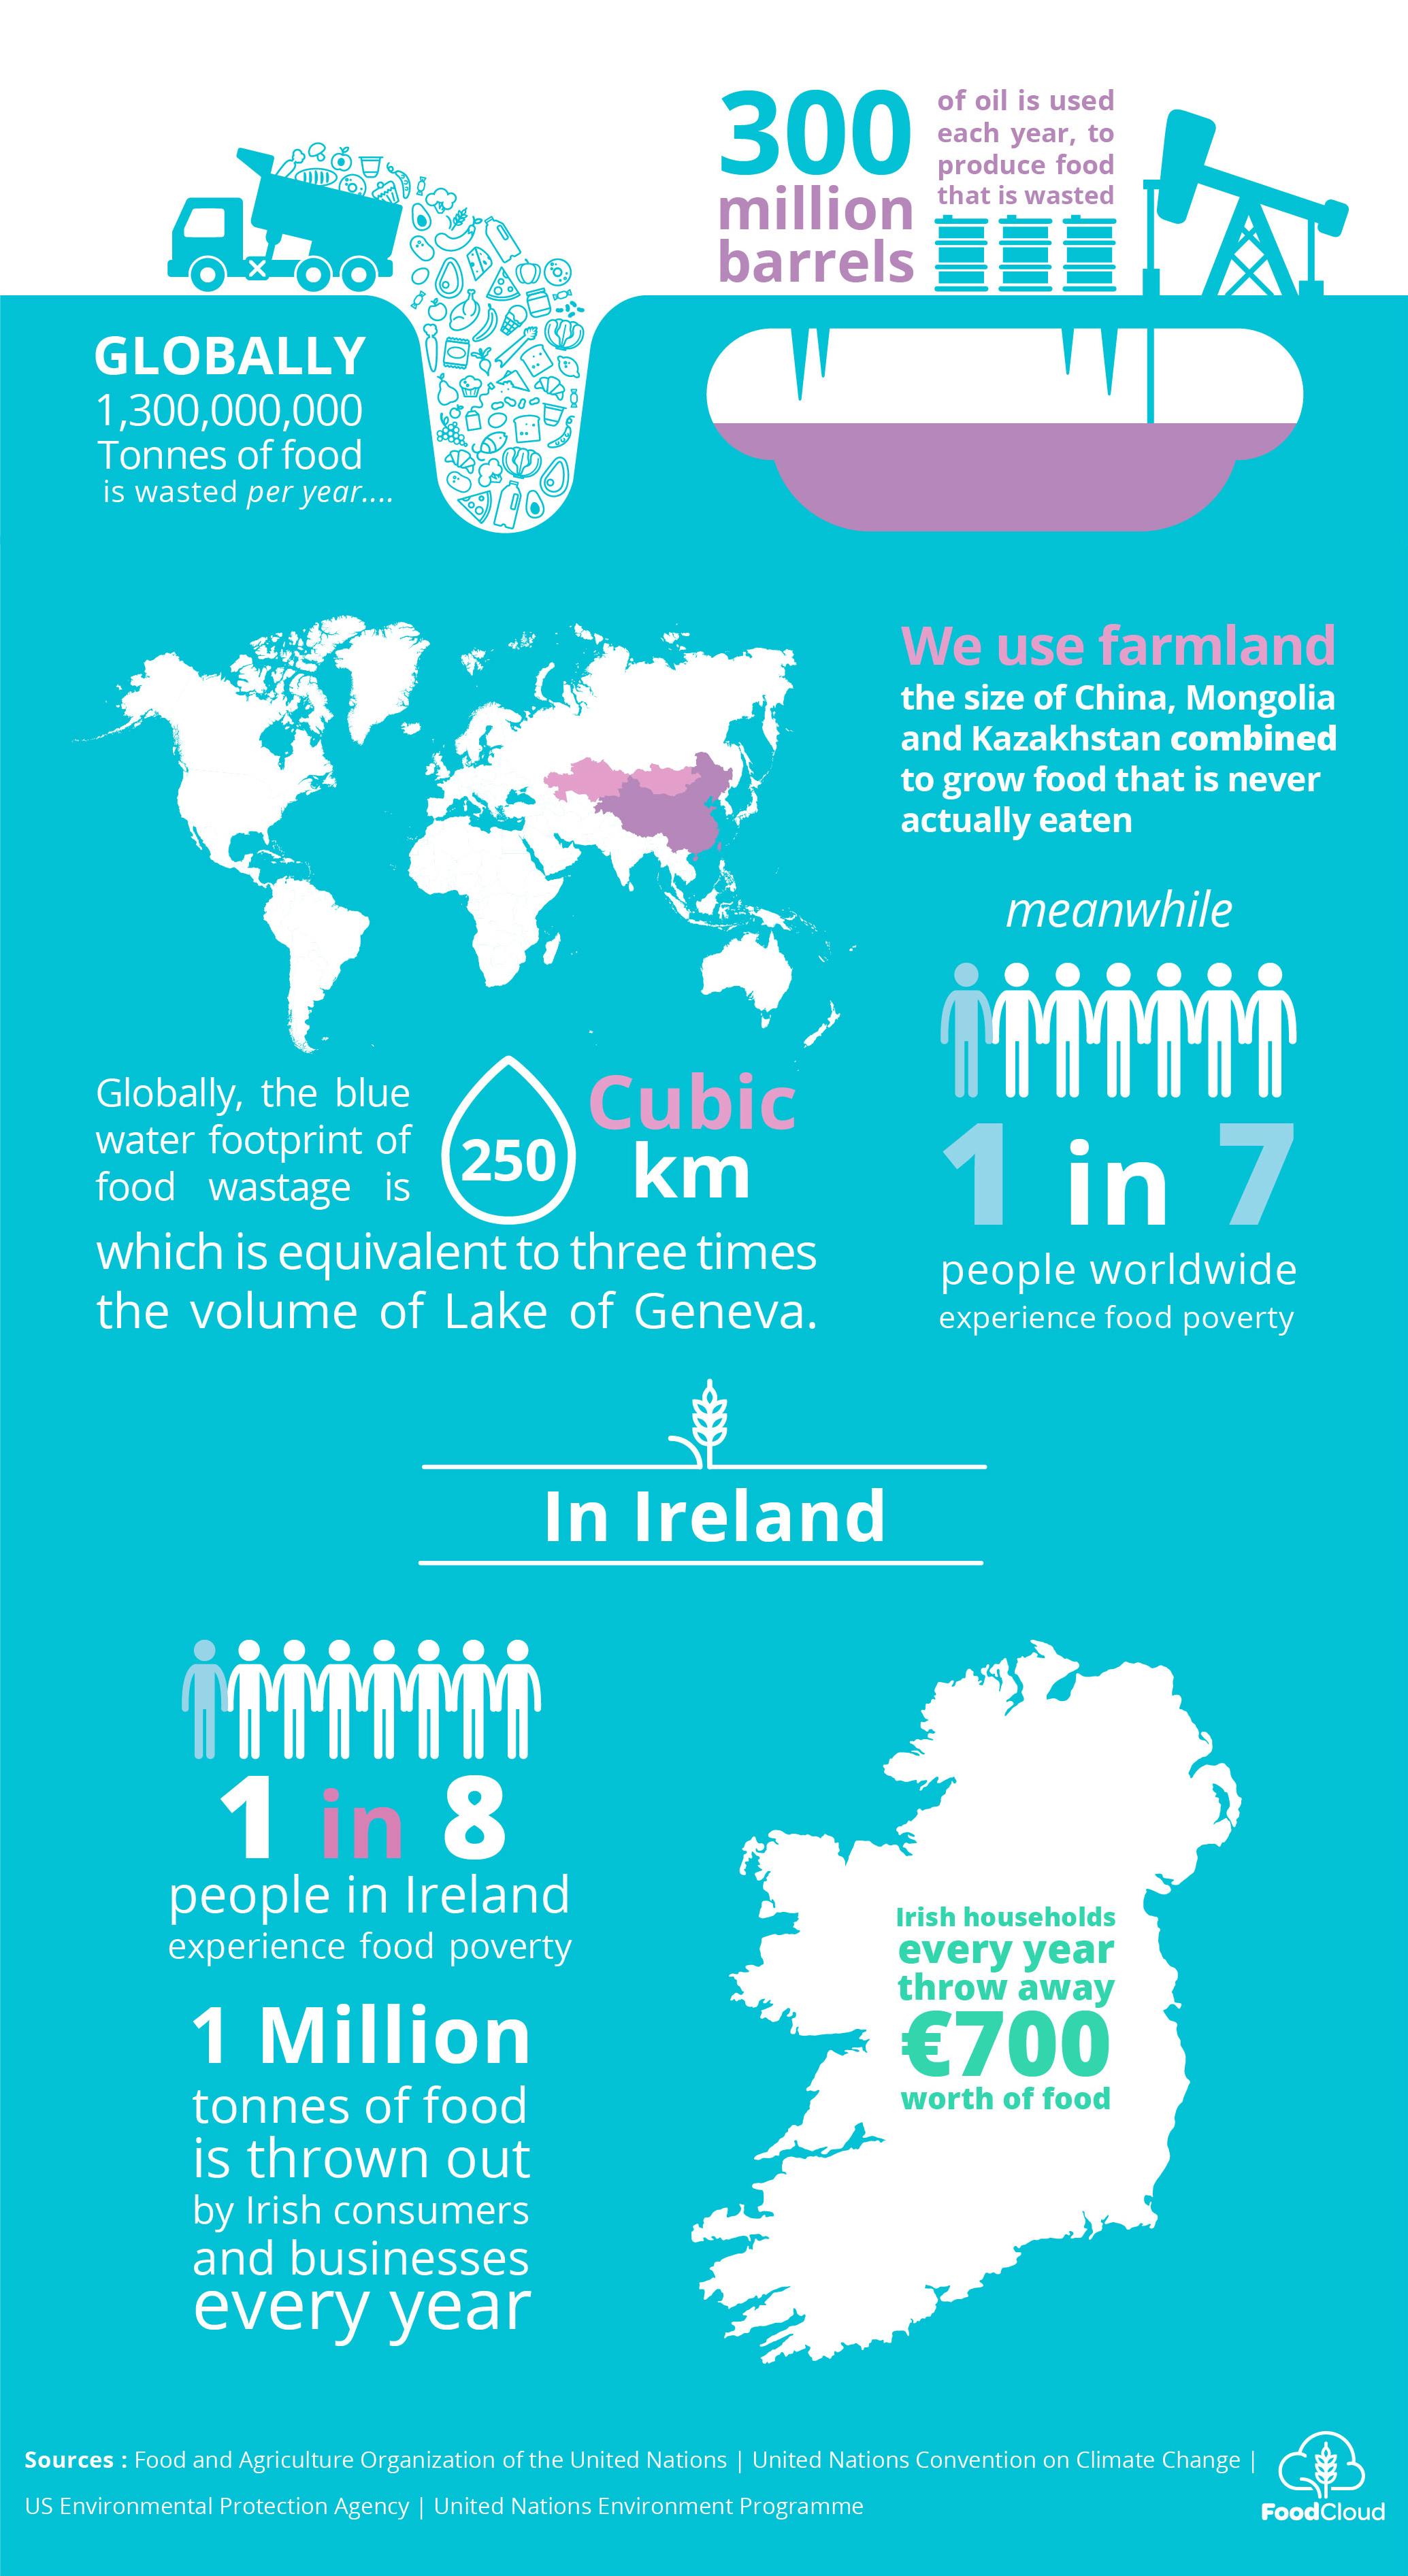 300
million
barrels
of oil is used
each year, to
produce food
that is wasted
GLOBALLY
1,300,000,000
Tonnes of food
is wasted per year....
We use farmland
the size of China, Mongolia
and Kazakhstan combined
to grow food that is never
actually eaten
meanwhile
1 in 7
people worldwide
experience food poverty
Globally, the blue
water footprint of
food wastage is
250
Cubic
km
which is equivalent to three times
the volume of Lake of Geneva.
In Ireland
1 in 8
people in Ireland
experience food poverty
1 Million
tonnes of food
is thrown out
by Irish consumers
and businesses
every year
Irish households
every year
throw away
€700
worth of food
Sources : Food and Agriculture Organization of the United Nations | United Nations Convention on Climate Change |
US Environmental Protection Agency | United Nations Environment Programme
FoodCloud